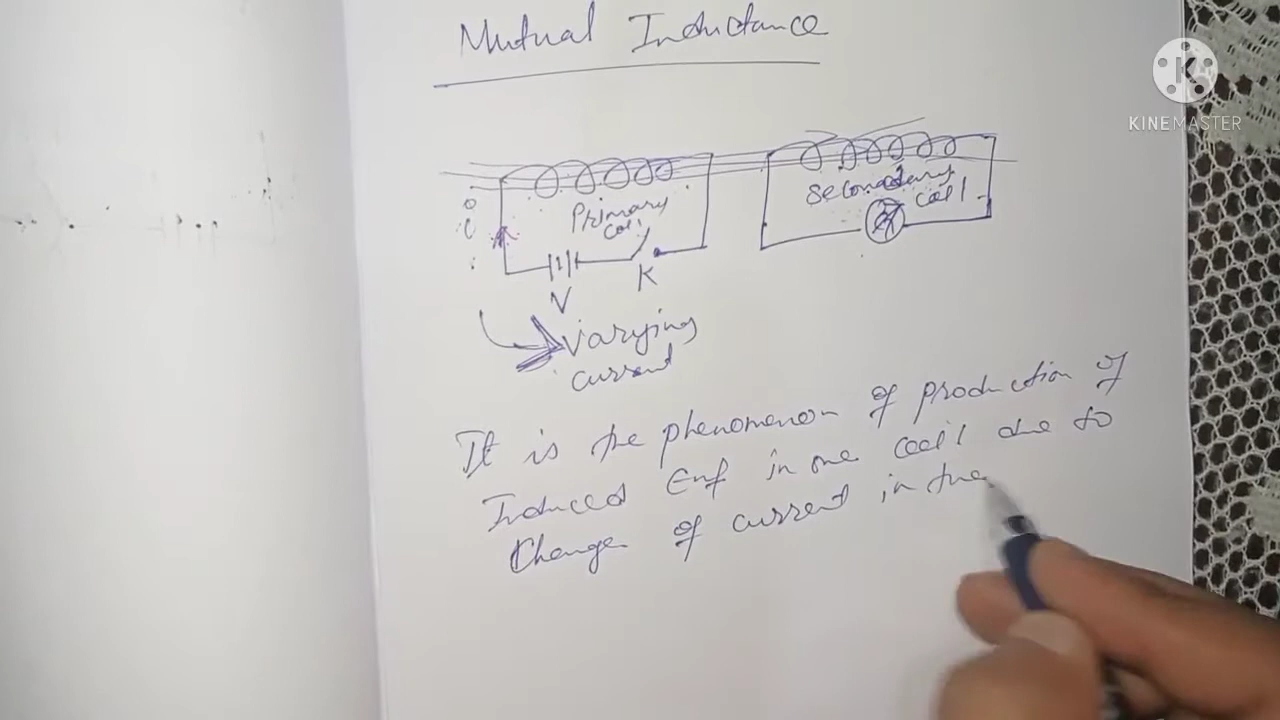 Mutual Inductance
KINEMASTER
Primary
coil
Secondary
coil
K
V
Varying
current
It is the phenomenon of production of
Induced Emf in one coil due to
Change of current in the